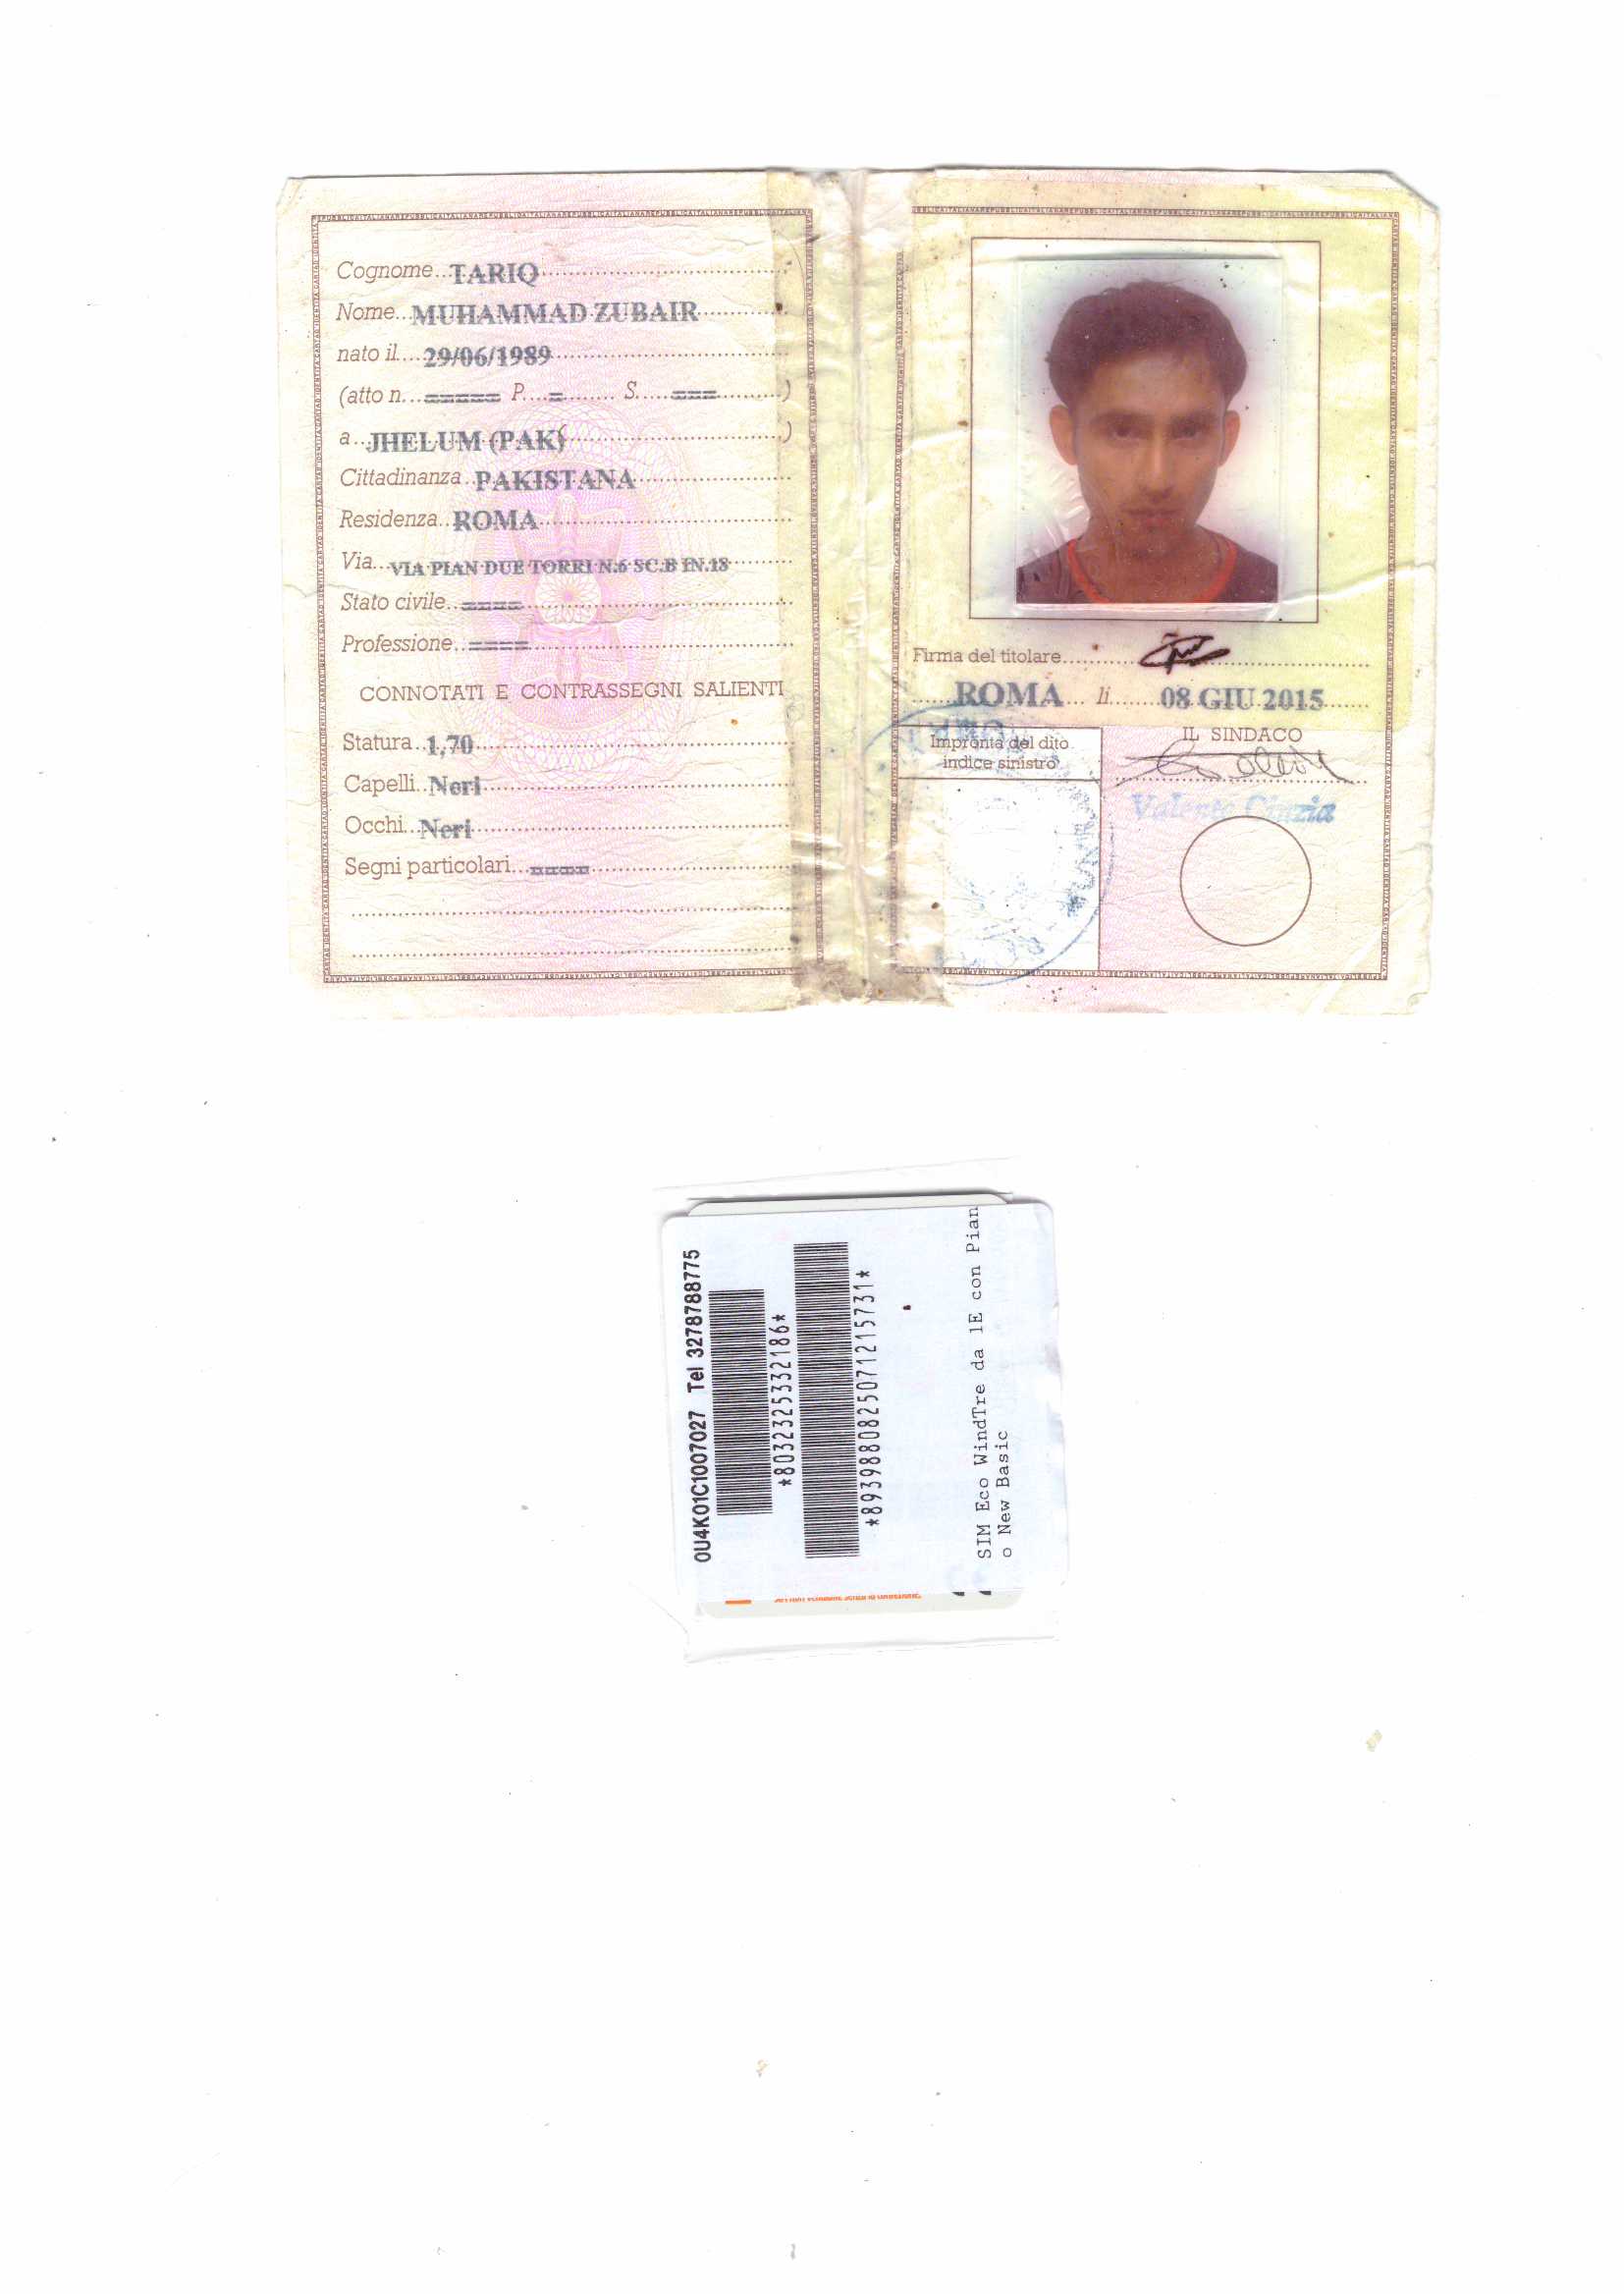 Cognome TARIQ
Nome MUHAMMAD ZUBAIR
nato il 29/06/1989
(atto n. ===== P. = S. === )
a JHELUM (PAK( )
Cittadinanza PAKISTANA
Residenza ROMA
Via VIA PIAN DUE TORRI N.6 SC.B IN.18
Stato civile ====
Professione ====
CONNOTATI E CONTRASSEGNI SALIENTI
Statura 1,70
Capelli Neri
Occhi Neri
Segni particolari ====
Firma del titolare
ROMA li 08 GIU 2015
Impronta del dito
indice sinistro
IL SINDACO
Valente Cinzia
0U4K01C1007027 Tel 3278788775
*8032325332186*
*8939880825071215731*
SIM Eco WindTre da 1E con Pian
o New Basic